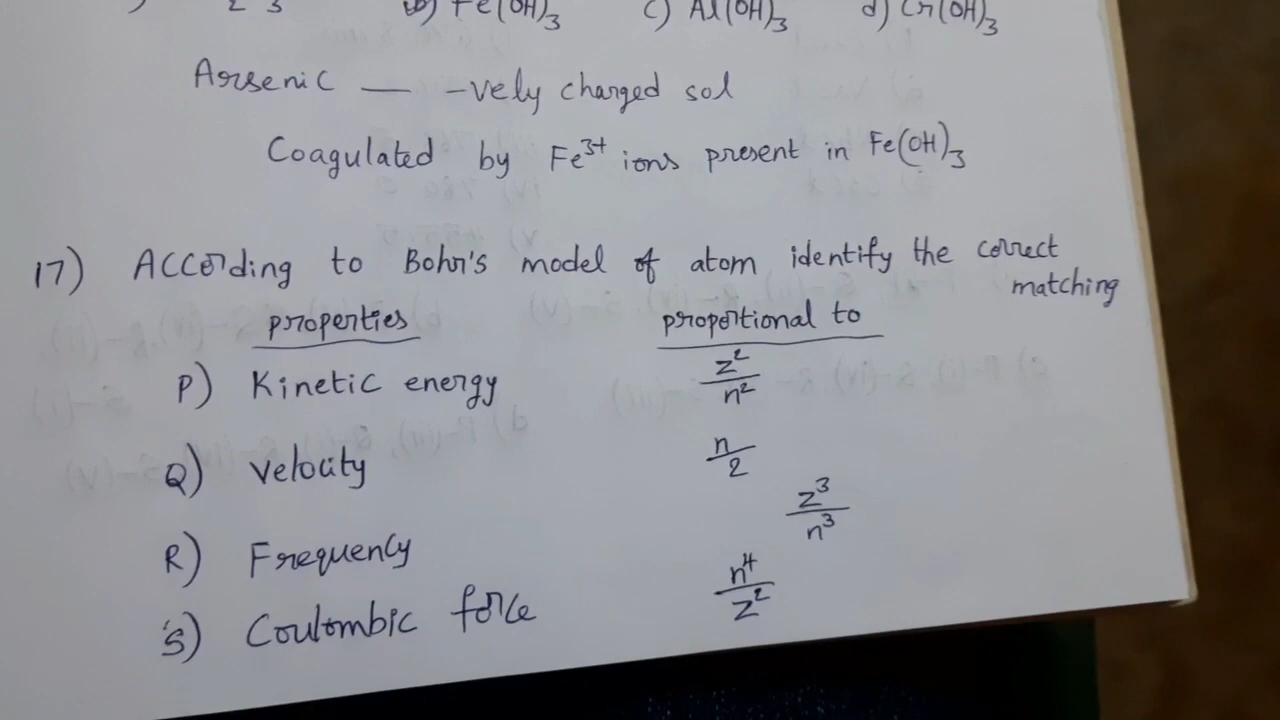 b) Fe(OH)3 c) Al(OH)3 d) Cr(OH)3
Arsenic — -vely charged sol
Coagulated by Fe³⁺ ions present in Fe(OH)3
17) According to Bohr's model of atom identify the correct
matching
properties proportional to
P) Kinetic energy z²/n²
Q) Velocity n/2
z³/n³
R) Frequency
n⁴/z²
S) Coulombic force